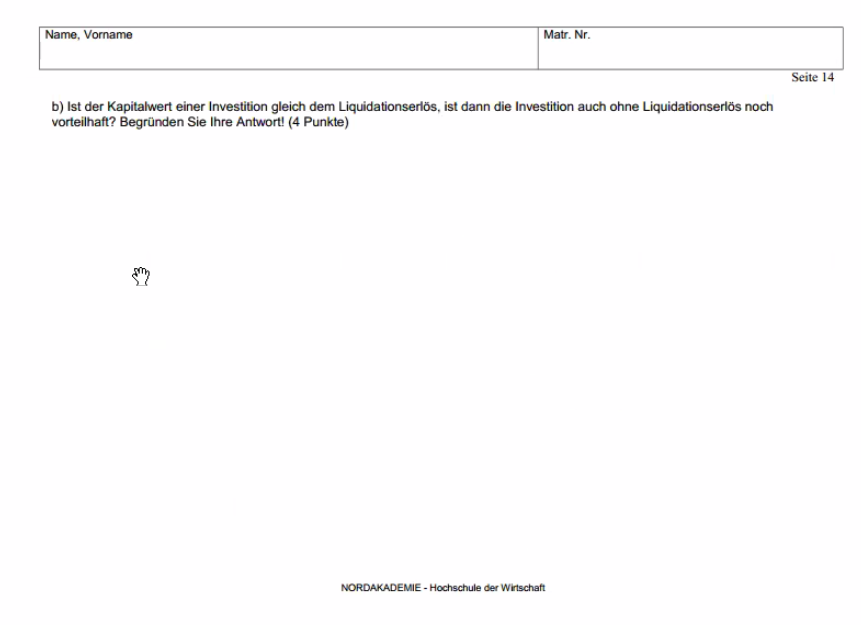 Name, Vorname
Matr. Nr.
Seite 14
b) Ist der Kapitalwert einer Investition gleich dem Liquidationserlös, ist dann die Investition auch ohne Liquidationserlös noch
vorteilhaft? Begründen Sie Ihre Antwort! (4 Punkte)
NORDAKADEMIE - Hochschule der Wirtschaft